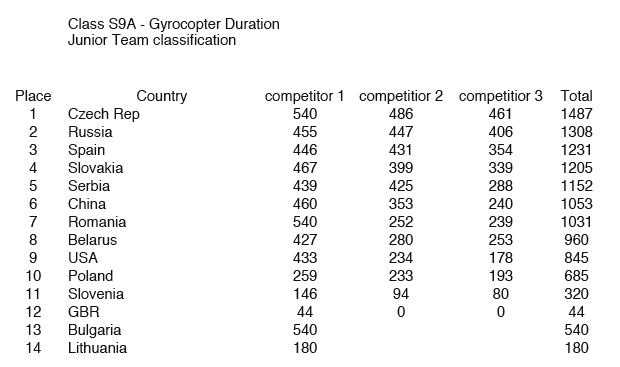 Class S9A - Gyrocopter Duration
Junior Team classification
Place Country competitor 1 competitior 2 competitior 3 Total
1 Czech Rep 540 486 461 1487
2 Russia 455 447 406 1308
3 Spain 446 431 354 1231
4 Slovakia 467 399 339 1205
5 Serbia 439 425 288 1152
6 China 460 353 240 1053
7 Romania 540 252 239 1031
8 Belarus 427 280 253 960
9 USA 433 234 178 845
10 Poland 259 233 193 685
11 Slovenia 146 94 80 320
12 GBR 44 0 0 44
13 Bulgaria 540 540
14 Lithuania 180 180